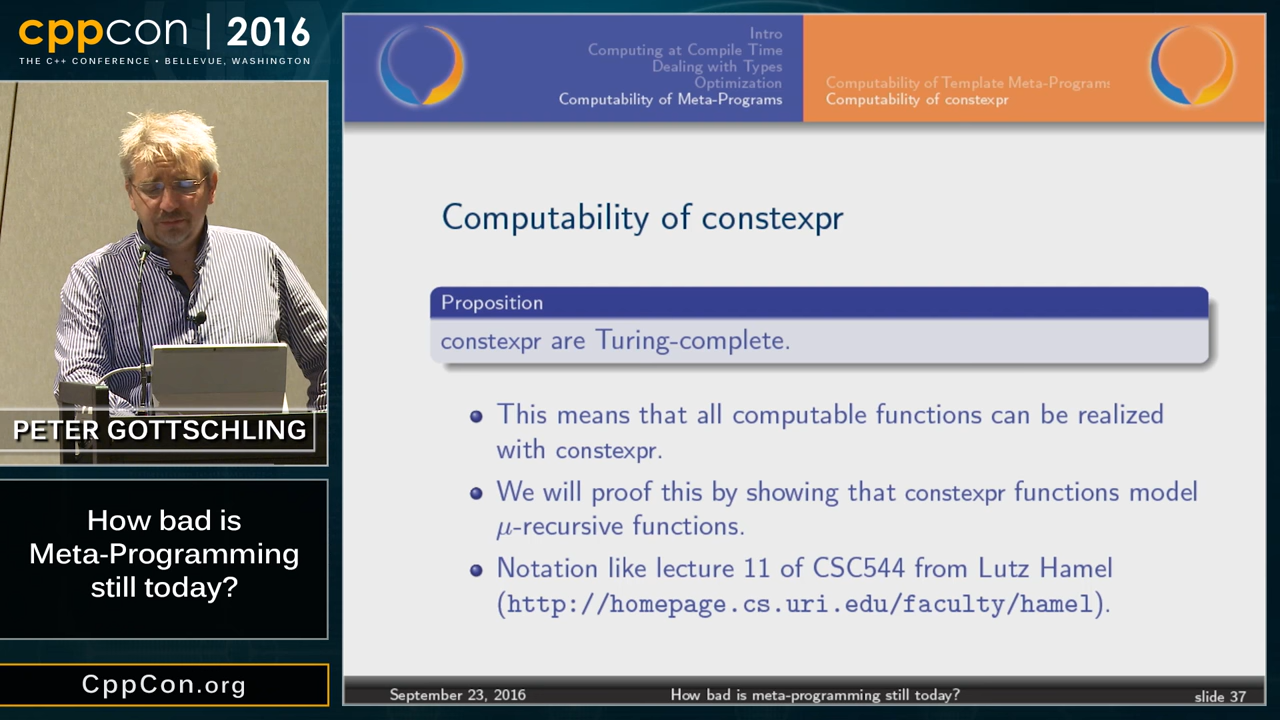 cppcon | 2016
THE C++ CONFERENCE • BELLEVUE, WASHINGTON
PETER GOTTSCHLING
How bad is
Meta-Programming
still today?
CppCon.org
Intro
Computing at Compile Time
Dealing with Types
Optimization
Computability of Meta-Programs
Computability of Template Meta-Programs
Computability of constexpr
Computability of constexpr
Proposition
constexpr are Turing-complete.
This means that all computable functions can be realized
with constexpr.
We will proof this by showing that constexpr functions model
μ-recursive functions.
Notation like lecture 11 of CSC544 from Lutz Hamel
(http://homepage.cs.uri.edu/faculty/hamel).
September 23, 2016
How bad is meta-programming still today?
slide 37